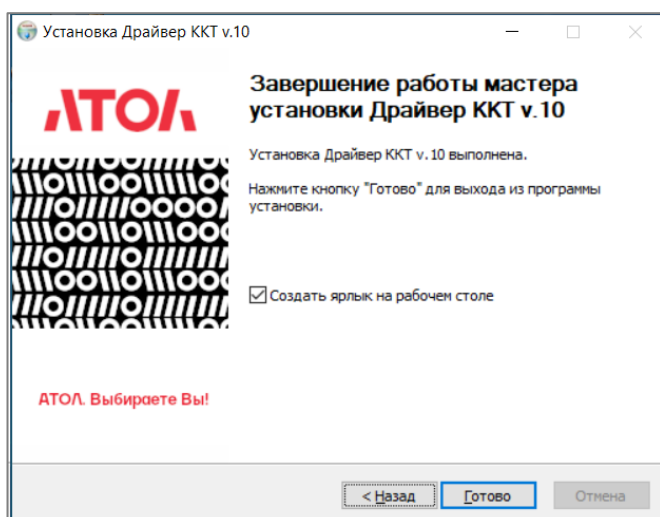 Установка Драйвер ККТ v.10
АТОЛ
Завершение работы мастера
установки Драйвер ККТ v.10
Установка Драйвер ККТ v.10 выполнена.
Нажмите кнопку "Готово" для выхода из программы
установки.
Создать ярлык на рабочем столе
АТОЛ. Выбираете Вы!
< Назад
Готово
Отмена